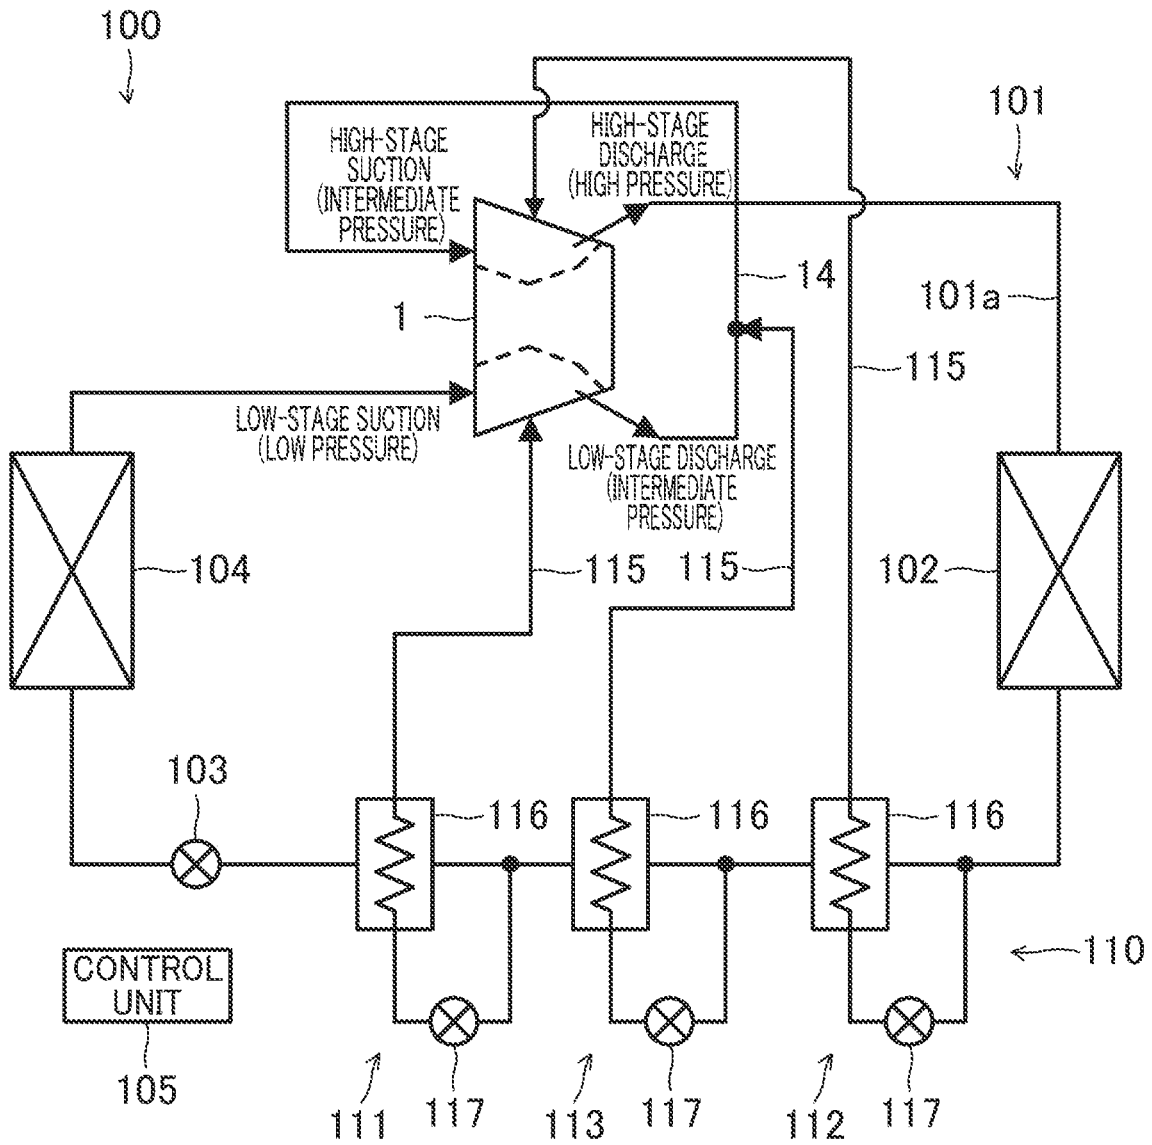 100
101
HIGH-STAGE
SUCTION
(INTERMEDIATE
PRESSURE)
HIGH-STAGE
DISCHARGE
(HIGH PRESSURE)
14
101a
1
115
LOW-STAGE SUCTION
(LOW PRESSURE)
LOW-STAGE DISCHARGE
(INTERMEDIATE
PRESSURE)
104
115
115
102
103
116
116
116
110
CONTROL
UNIT
105
111
117
113
117
112
117